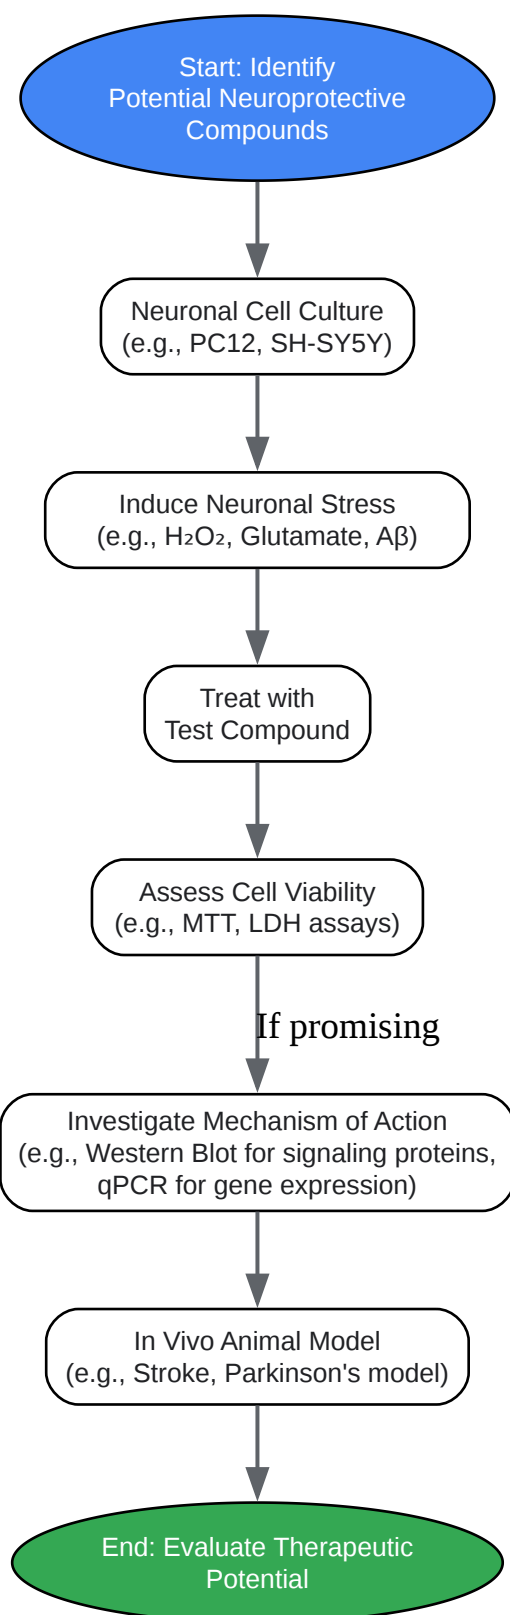 Start: Identify
Potential Neuroprotective
Compounds
Neuronal Cell Culture
(e.g., PC12, SH-SY5Y)
Induce Neuronal Stress
(e.g., H₂O₂, Glutamate, Aβ)
Treat with
Test Compound
Assess Cell Viability
(e.g., MTT, LDH assays)
If promising
Investigate Mechanism of Action
(e.g., Western Blot for signaling proteins,
qPCR for gene expression)
In Vivo Animal Model
(e.g., Stroke, Parkinson's model)
End: Evaluate Therapeutic
Potential